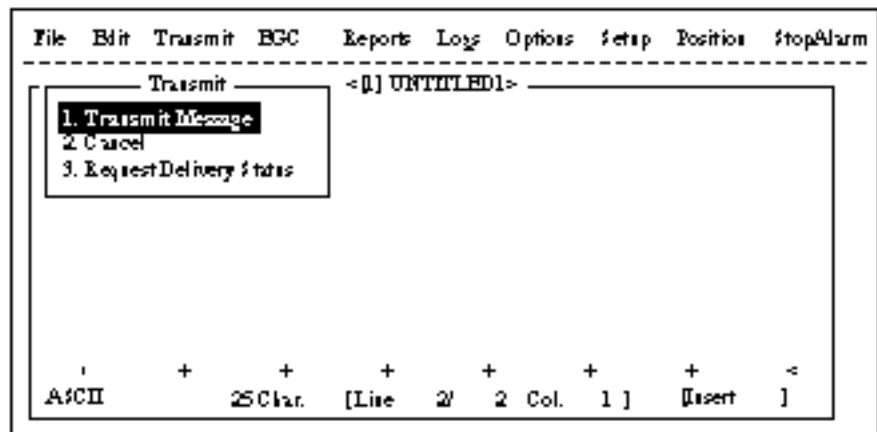 File Edit Transmit EGC Reports Logs Options Setup Position StopAlarm
Transmit <[1] UNTITLED1>
1. Transmit Message
2. Cancel
3. Request Delivery Status
+ + + + + + + <
ASCII 25 Char. [Line 2/ 2 Col. 1 ] [Insert ]